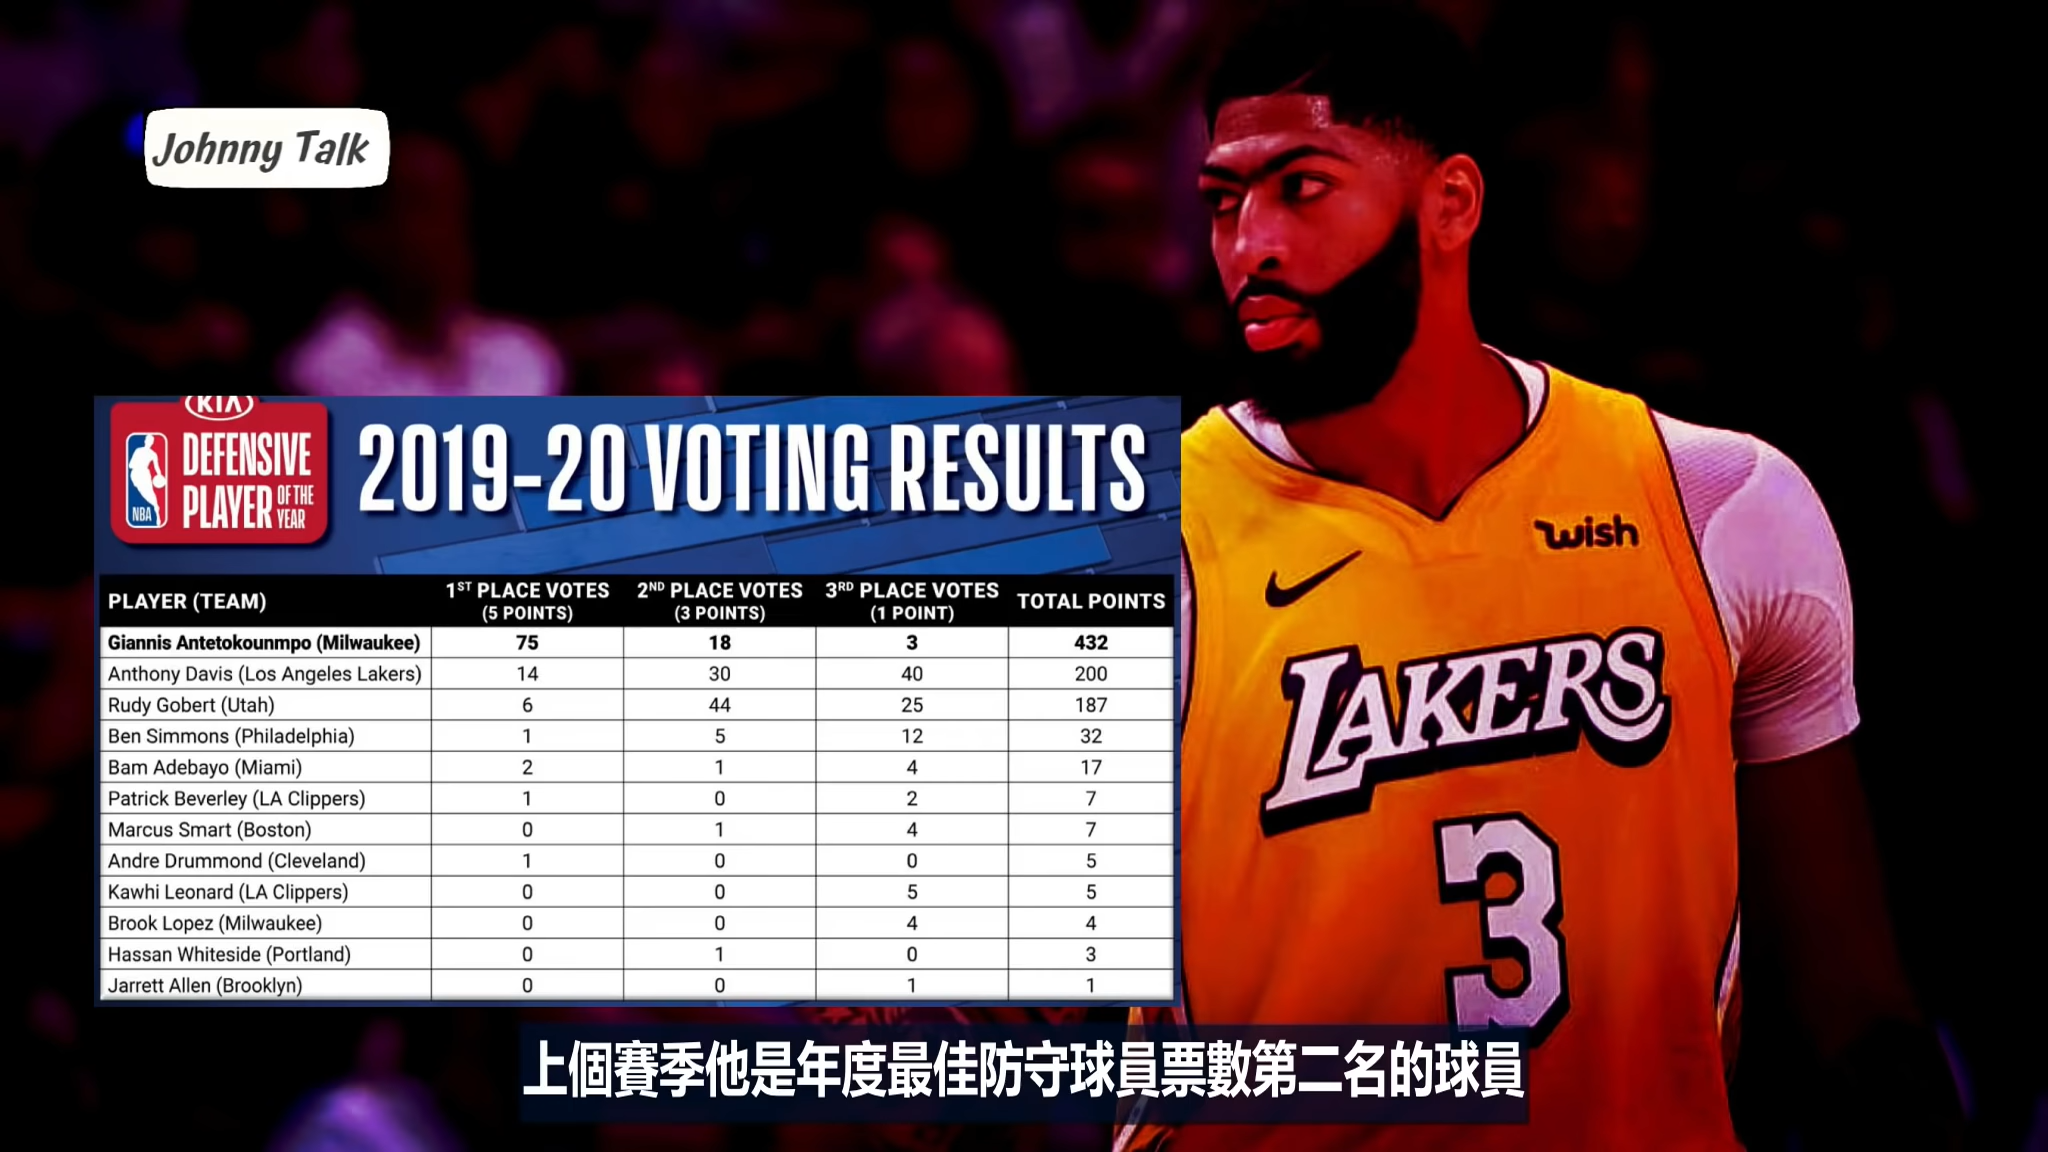 Johnny Talk
KIA
DEFENSIVE
PLAYER OF THE YEAR
NBA
2019-20 VOTING RESULTS
PLAYER (TEAM) 1ST PLACE VOTES (5 POINTS) 2ND PLACE VOTES (3 POINTS) 3RD PLACE VOTES (1 POINT) TOTAL POINTS
Giannis Antetokounmpo (Milwaukee) 75 18 3 432
Anthony Davis (Los Angeles Lakers) 14 30 40 200
Rudy Gobert (Utah) 6 44 25 187
Ben Simmons (Philadelphia) 1 5 12 32
Bam Adebayo (Miami) 2 1 4 17
Patrick Beverley (LA Clippers) 1 0 2 7
Marcus Smart (Boston) 0 1 4 7
Andre Drummond (Cleveland) 1 0 0 5
Kawhi Leonard (LA Clippers) 0 0 5 5
Brook Lopez (Milwaukee) 0 0 4 4
Hassan Whiteside (Portland) 0 1 0 3
Jarrett Allen (Brooklyn) 0 0 1 1
wish
LAKERS
3
上個賽季他是年度最佳防守球員票數第二名的球員